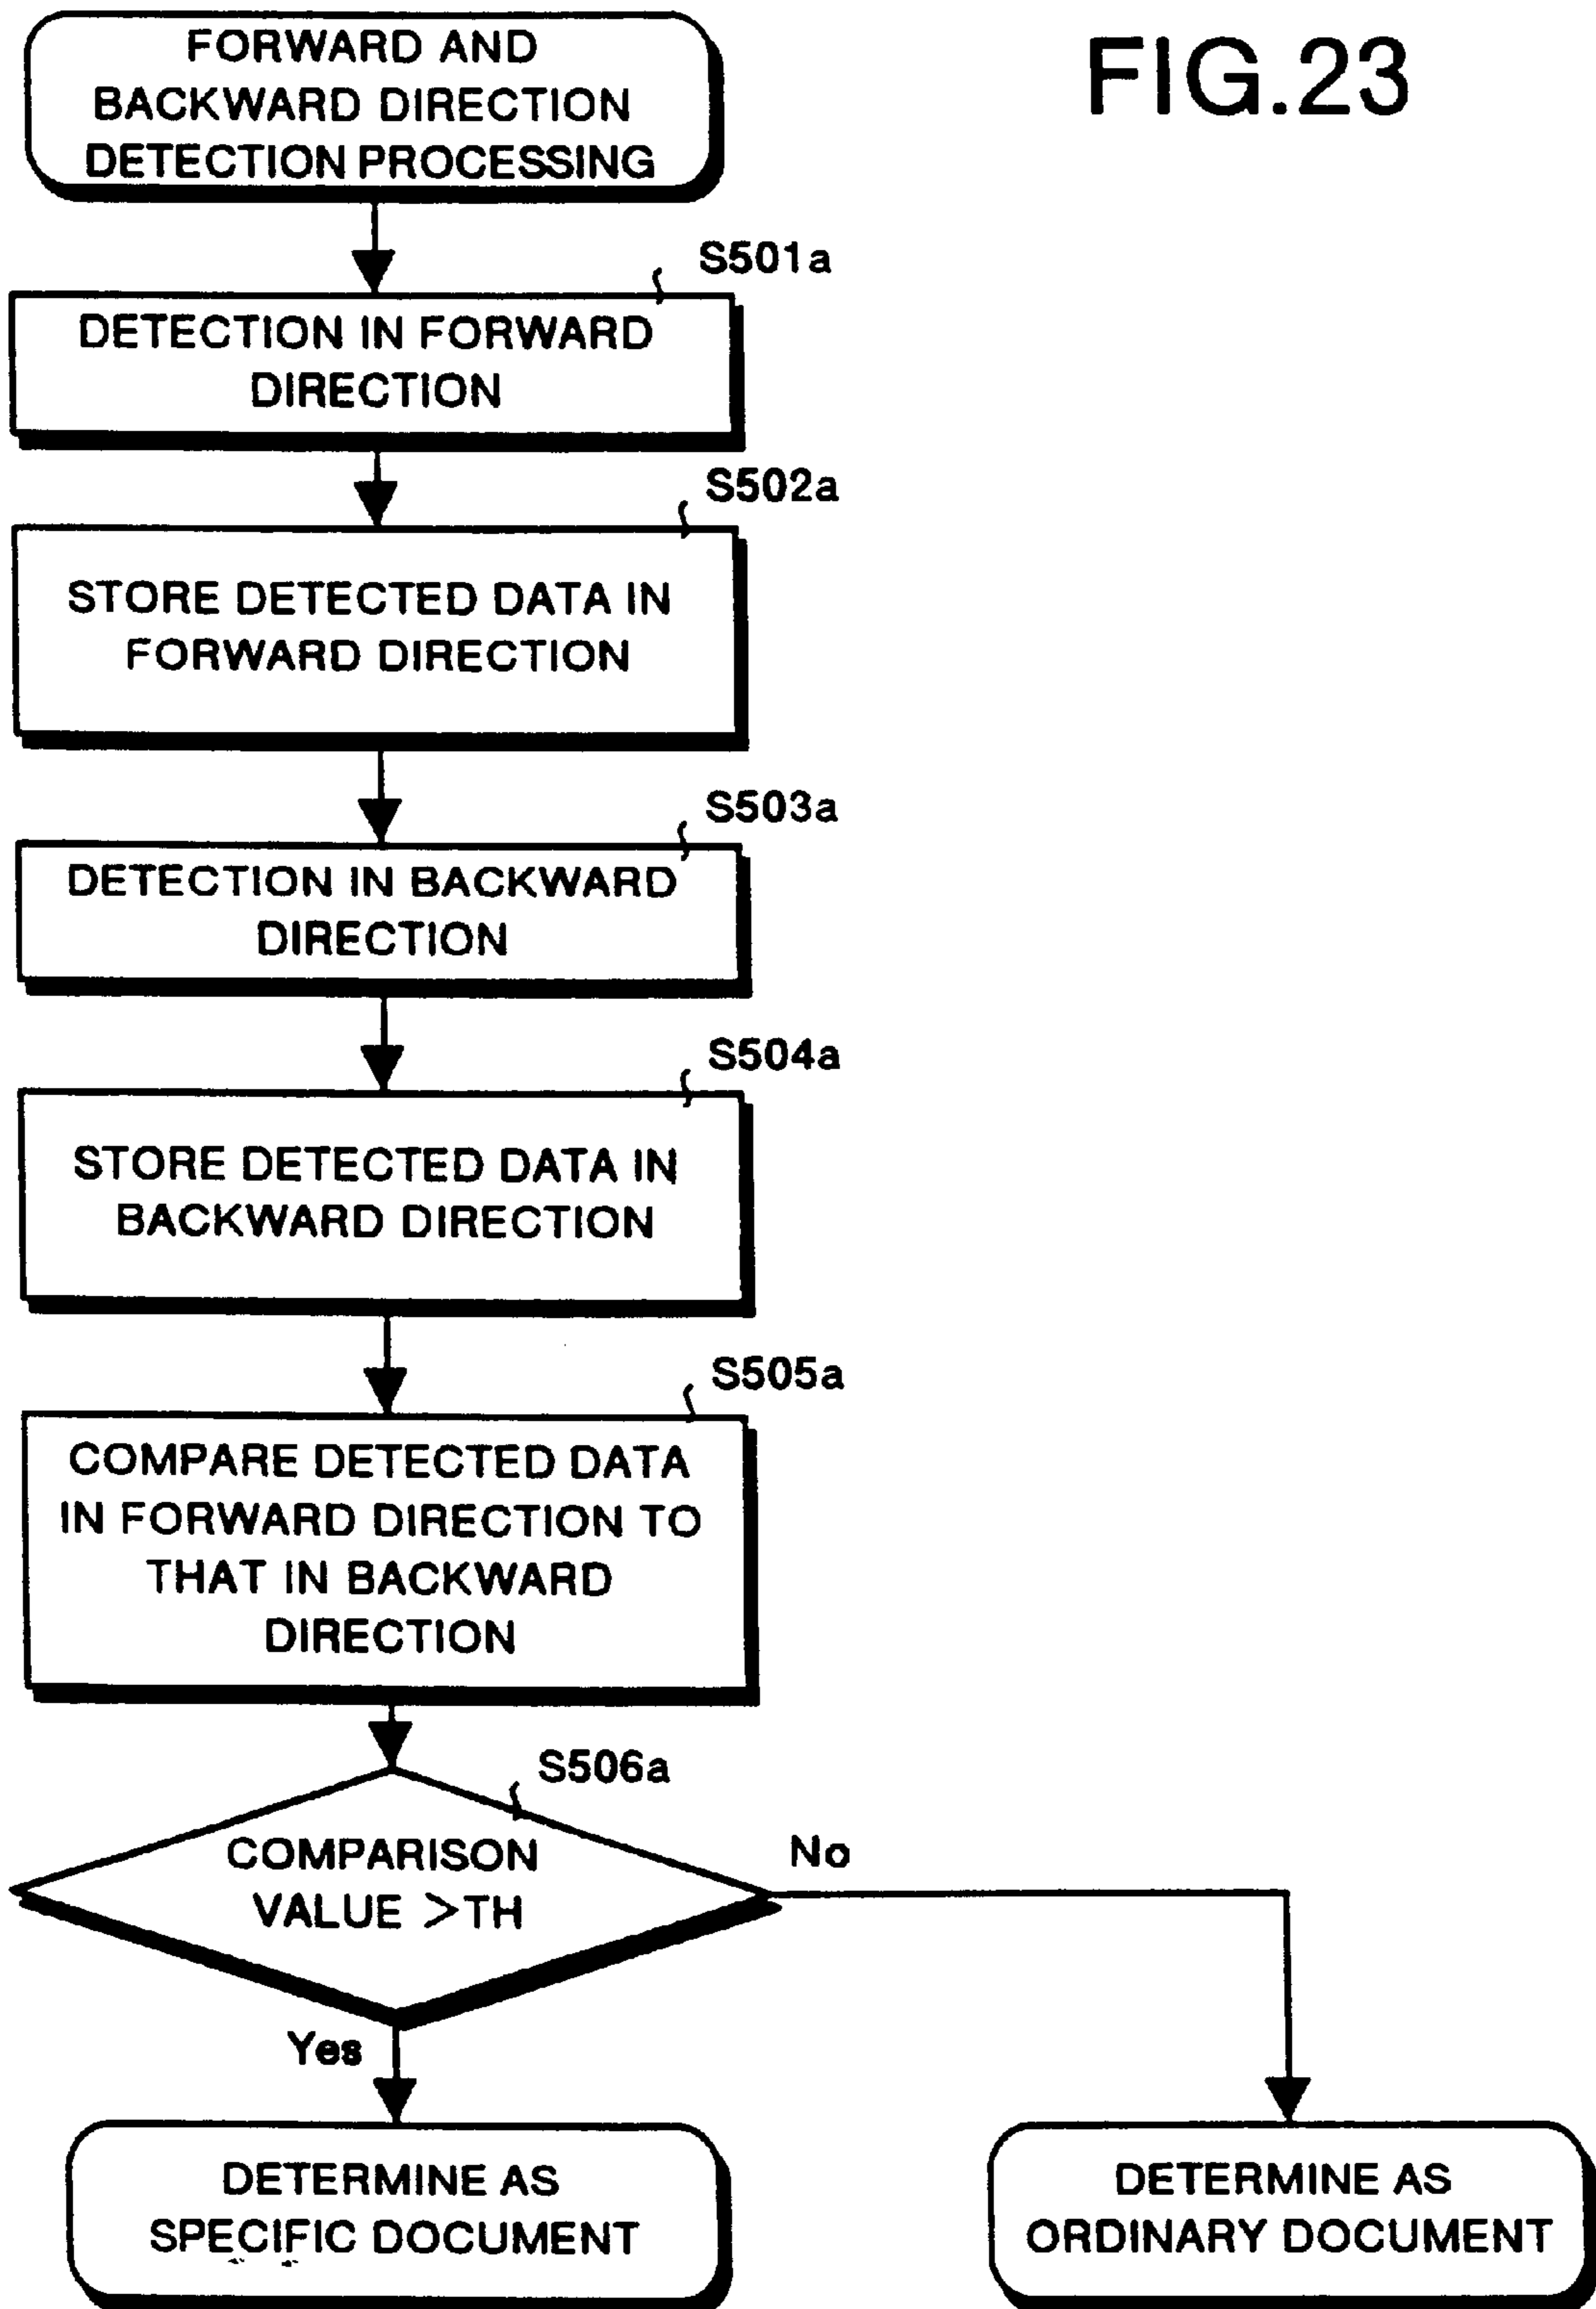 FIG.23
FORWARD AND
BACKWARD DIRECTION
DETECTION PROCESSING
S501a
DETECTION IN FORWARD
DIRECTION
S502a
STORE DETECTED DATA IN
FORWARD DIRECTION
S503a
DETECTION IN BACKWARD
DIRECTION
S504a
STORE DETECTED DATA IN
BACKWARD DIRECTION
S505a
COMPARE DETECTED DATA
IN FORWARD DIRECTION TO
THAT IN BACKWARD
DIRECTION
S506a
COMPARISON
VALUE >TH
No
Yes
DETERMINE AS
SPECIFIC DOCUMENT
DETERMINE AS
ORDINARY DOCUMENT